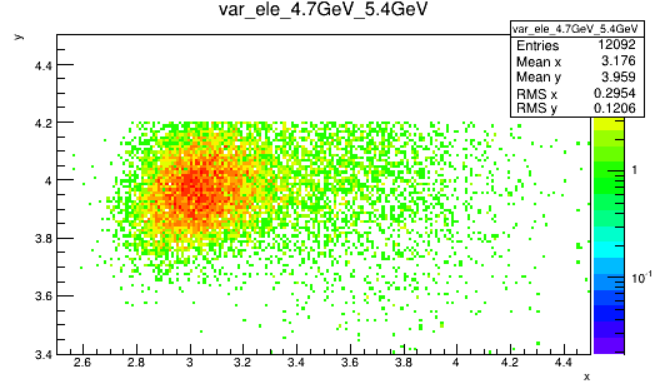 var_ele_4.7GeV_5.4GeV
var_ele_4.7GeV_5.4GeV
Entries 12092
Mean x 3.176
Mean y 3.959
RMS x 0.2954
RMS y 0.1206
y
4.4
4.2
4
3.8
3.6
3.4
2.6 2.8 3 3.2 3.4 3.6 3.8 4 4.2 4.4
x
1
10⁻¹